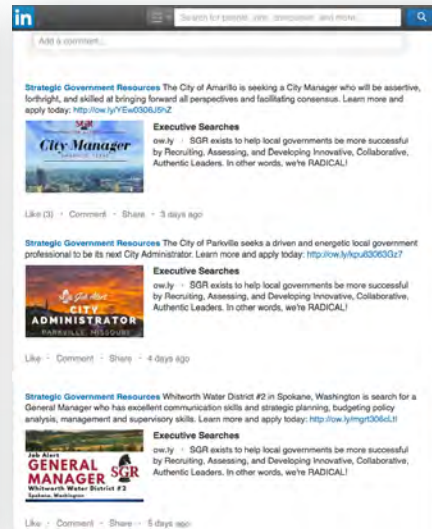 in
Search for people, jobs, companies, and more...
Add a comment...
Strategic Government Resources The City of Amarillo is seeking a City Manager who will be assertive,
forthright, and skilled at bringing forward all perspectives and facilitating consensus. Learn more and
apply today: http://ow.ly/YEw0306J5hZ
SGR
City Manager
AMARILLO, TEXAS
Executive Searches
ow.ly · SGR exists to help local governments be more successful
by Recruiting, Assessing, and Developing Innovative, Collaborative,
Authentic Leaders. In other words, we're RADICAL!
Like (3) · Comment · Share · 3 days ago
Strategic Government Resources The City of Parkville seeks a driven and energetic local government
professional to be its next City Administrator. Learn more and apply today: http://ow.ly/kpu83063Gz7
Job Alert
CITY
ADMINISTRATOR
PARKVILLE, MISSOURI
Executive Searches
ow.ly · SGR exists to help local governments be more successful
by Recruiting, Assessing, and Developing Innovative, Collaborative,
Authentic Leaders. In other words, we're RADICAL!
Like · Comment · Share · 4 days ago
Strategic Government Resources Whitworth Water District #2 in Spokane, Washington is search for a
General Manager who has excellent communication skills and strategic planning, budgeting policy
analysis, management and supervisory skills. Learn more and apply today:
Job Alert
GENERAL
MANAGER SGR
Whitworth Water District #2
Spokane, Washington
Executive Searches
ow.ly · SGR exists to help local governments be more successful
by Recruiting, Assessing, and Developing Innovative, Collaborative,
Authentic Leaders. In other words, we're RADICAL!
Like · Comment · Share · 5 days ago